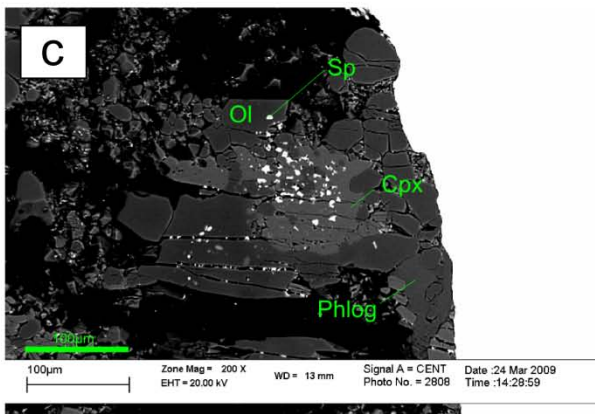 C
Sp
Ol
Cpx
Phlog
100µm
100µm
Zone Mag = 200 X
EHT = 20.00 kV
WD = 13 mm
Signal A = CENT
Photo No. = 2808
Date :24 Mar 2009
Time :14:28:59